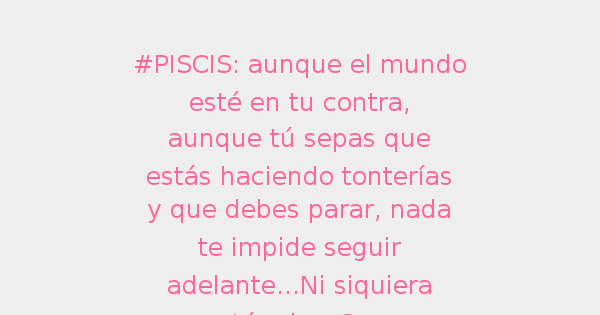 #PISCIS: aunque el mundo
esté en tu contra,
aunque tú sepas que
estás haciendo tonterías
y que debes parar, nada
te impide seguir
adelante...Ni siquiera